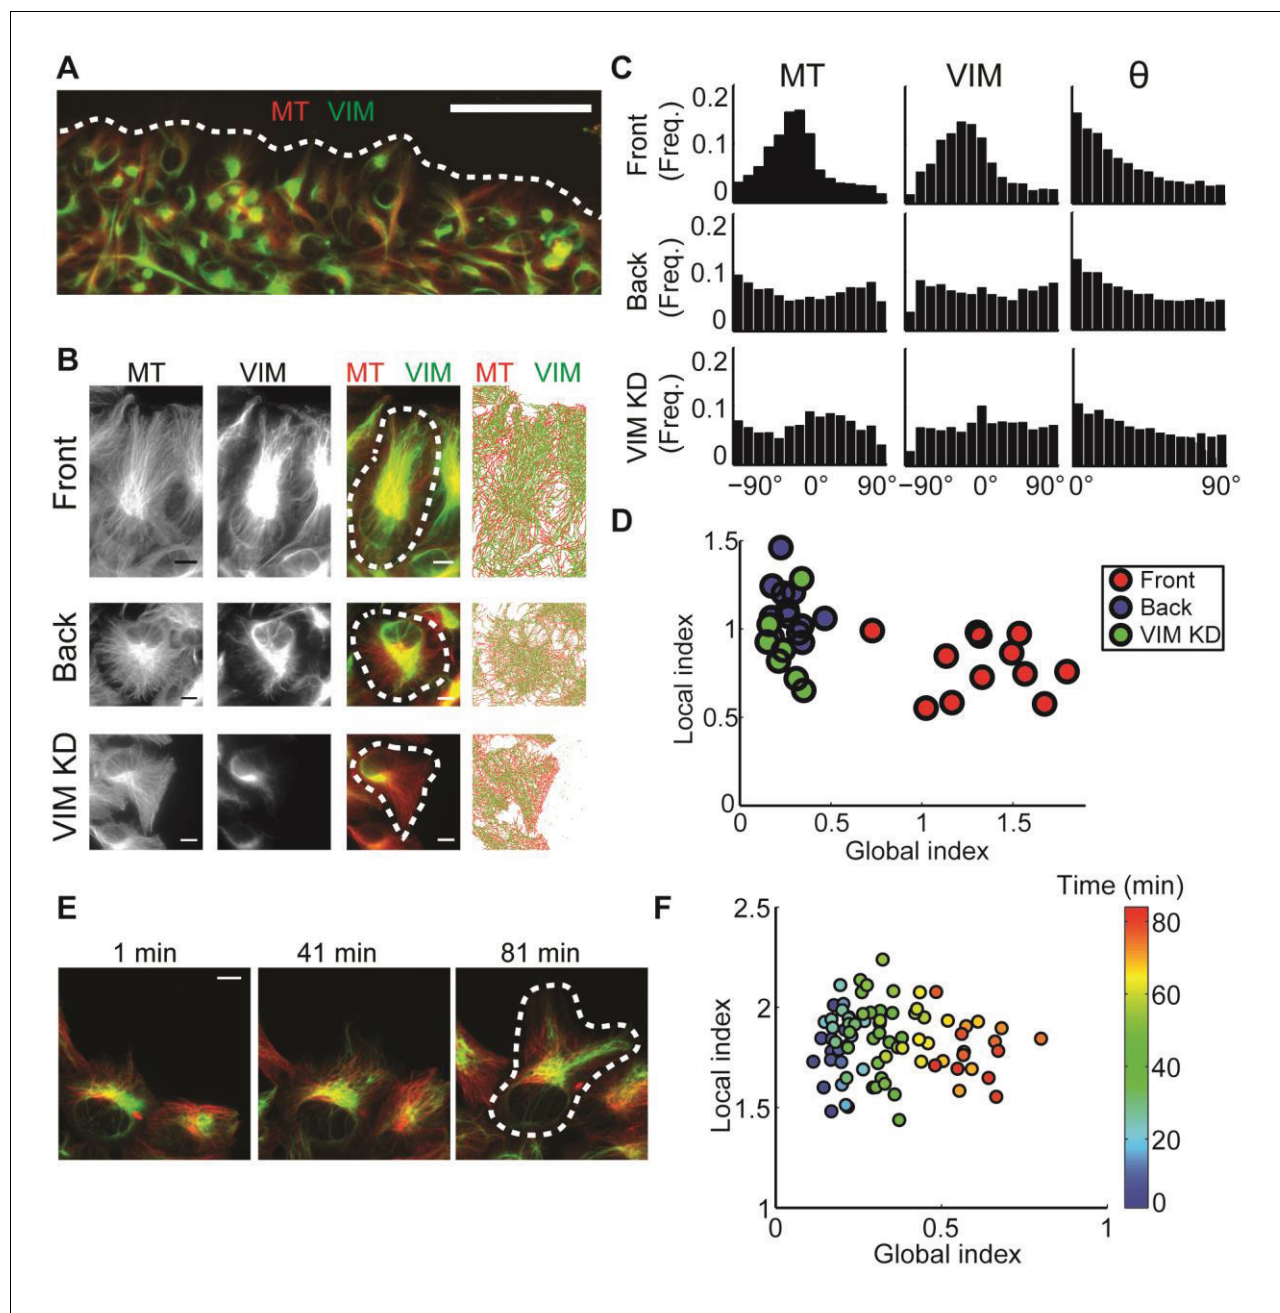 A
MT VIM
B
MT VIM MT VIM MT VIM
Front
Back
VIM KD
C
MT VIM θ
Front
(Freq.)
0.2
0.1
0
Back
(Freq.)
0.2
0.1
0
VIM KD
(Freq.)
0.2
0.1
0
−90° 0° 90° −90° 0° 90° 0° 90°
D
Local index
1.5
1
0.5
0
0 0.5 1 1.5
Global index
Front
Back
VIM KD
E
1 min 41 min 81 min
F
Local index
2.5
2
1.5
1
0 0.5 1
Global index
Time (min)
80
60
40
20
0